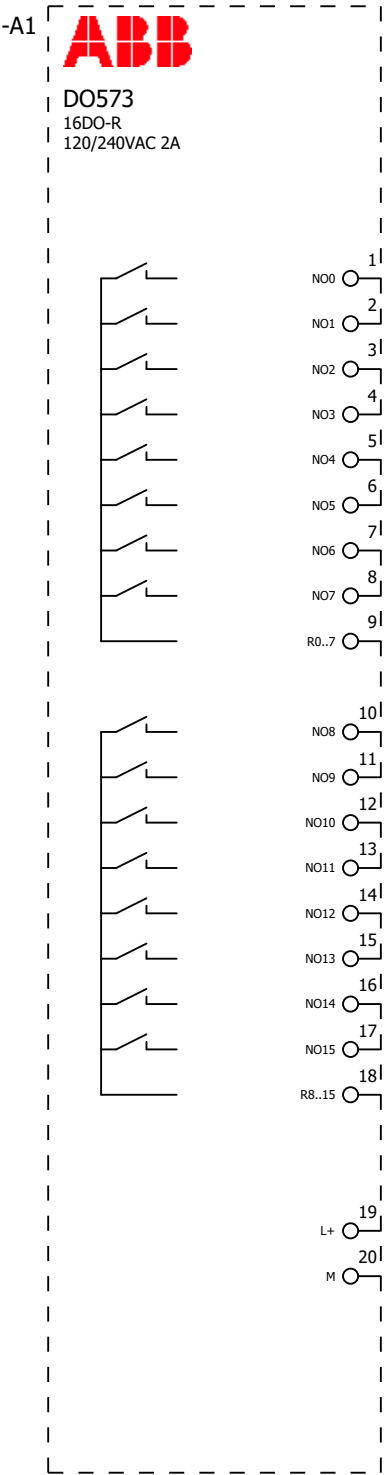 -A1
ABB
DO573
16DO-R
120/240VAC 2A
NO0 1
NO1 2
NO2 3
NO3 4
NO4 5
NO5 6
NO6 7
NO7 8
R0..7 9
NO8 10
NO9 11
NO10 12
NO11 13
NO12 14
NO13 15
NO14 16
NO15 17
R8..15 18
L+ 19
M 20